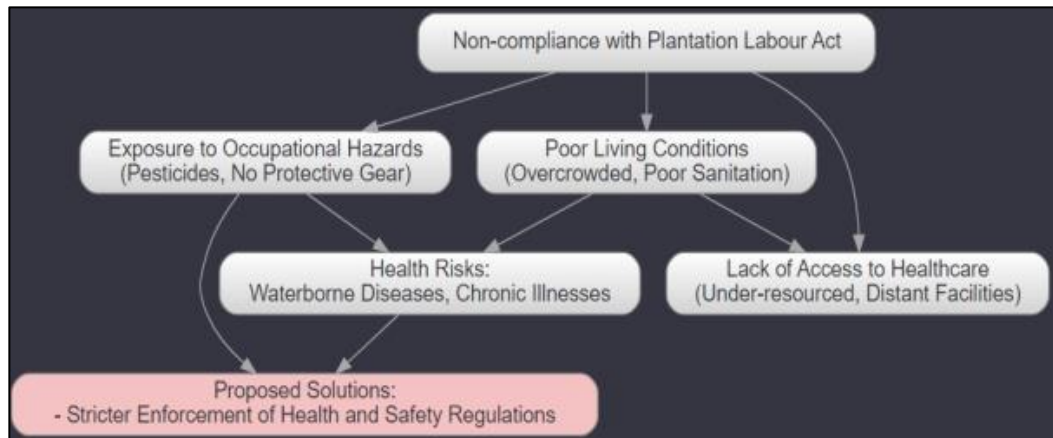 Non-compliance with Plantation Labour Act
Exposure to Occupational Hazards
(Pesticides, No Protective Gear)
Poor Living Conditions
(Overcrowded, Poor Sanitation)
Health Risks:
Waterborne Diseases, Chronic Illnesses
Lack of Access to Healthcare
(Under-resourced, Distant Facilities)
Proposed Solutions:
- Stricter Enforcement of Health and Safety Regulations